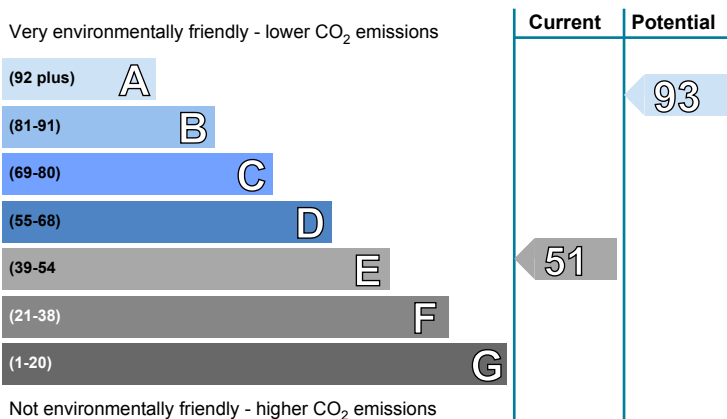 Current Potential
Very environmentally friendly - lower CO2 emissions
(92 plus) A
93
(81-91) B
(69-80) C
(55-68) D
(39-54 E
51
(21-38) F
(1-20) G
Not environmentally friendly - higher CO2 emissions